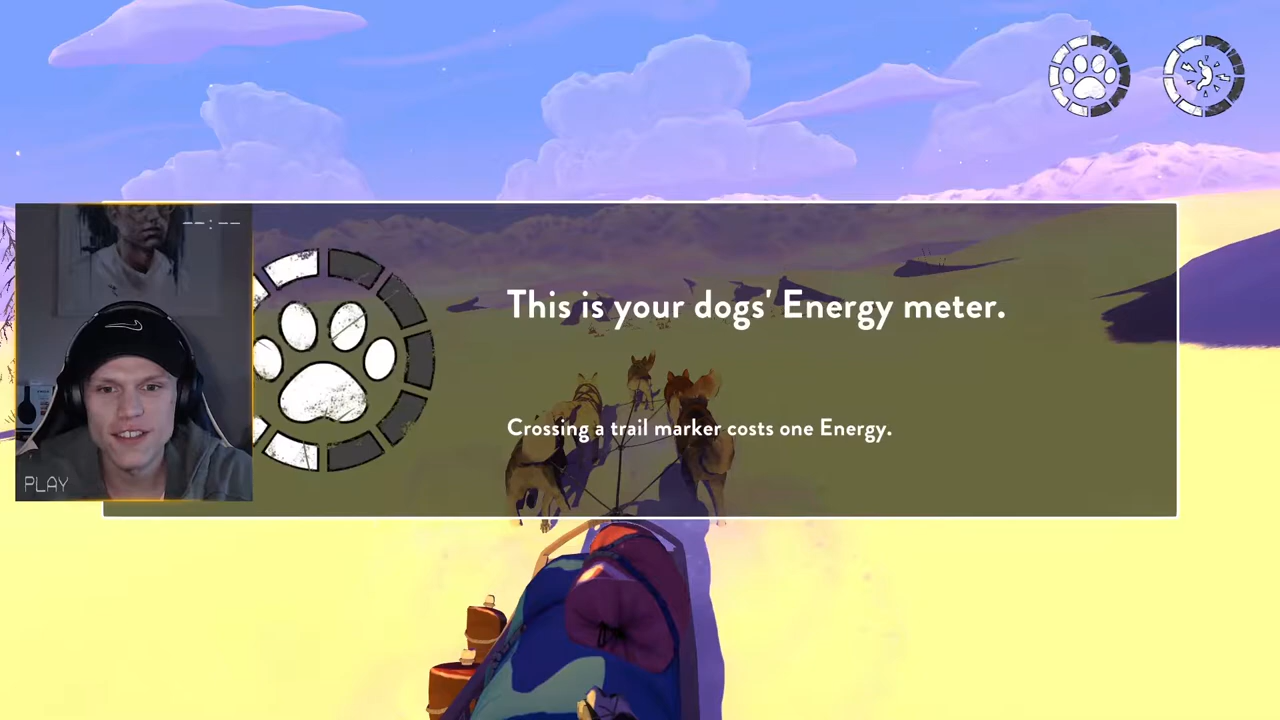 --:--
This is your dogs' Energy meter.
Crossing a trail marker costs one Energy.
PLAY